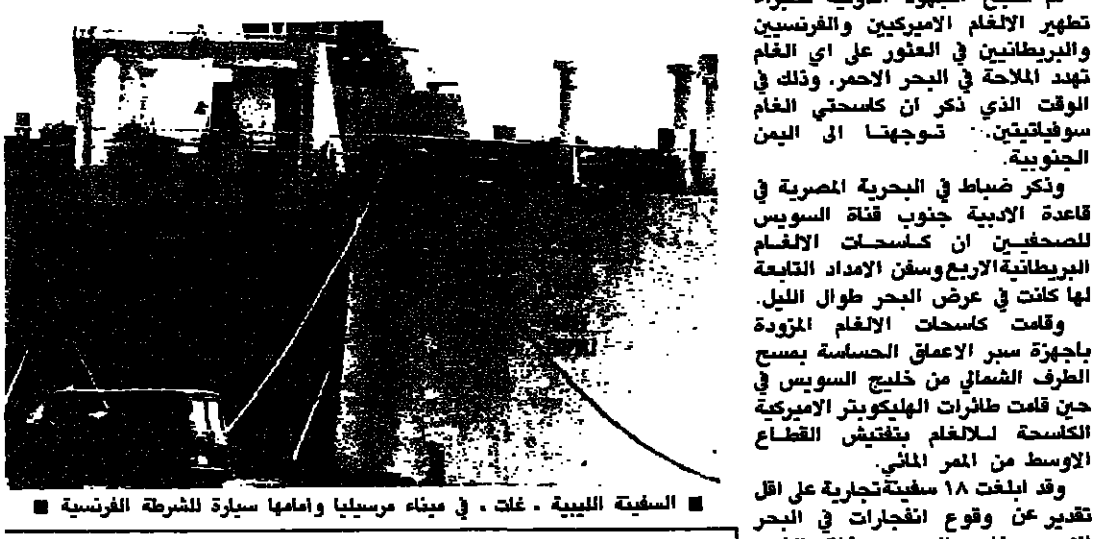 تطهير الالغام الاميركيين والفرنسيين
والبريطانيين في العثور على اي الغام
تهدد الملاحة في البحر الاحمر. وذلك في
الوقت الذي ذكر ان كاسحتي الغام
سوفياتيتين. توجهتا الى اليمن
الجنوبية.
وذكر ضباط في البحرية المصرية في
قاعدة الادبية جنوب قناة السويس
للصحفيين ان كاسحات الالغام
البريطانية الاربع وسفن الامداد التابعة
لها كانت في عرض البحر طوال الليل.
وقامت كاسحات الالغام المزودة
باجهزة سبر الاعماق الحساسة بمسح
الطرف الشمالي من خليج السويس في
حين قامت طائرات الهليكوبتر الاميركية
الكاسحة لـلالغام بتفتيش القطاع
الاوسط من الممر المائي.
وقد ابلغت ١٨ سفينة تجارية على اقل
تقدير عن وقوع انفجارات في البحر
■ السفينة الليبية . غات . في ميناء مرسيليا وامامها سيارة للشرطة الفرنسية ■